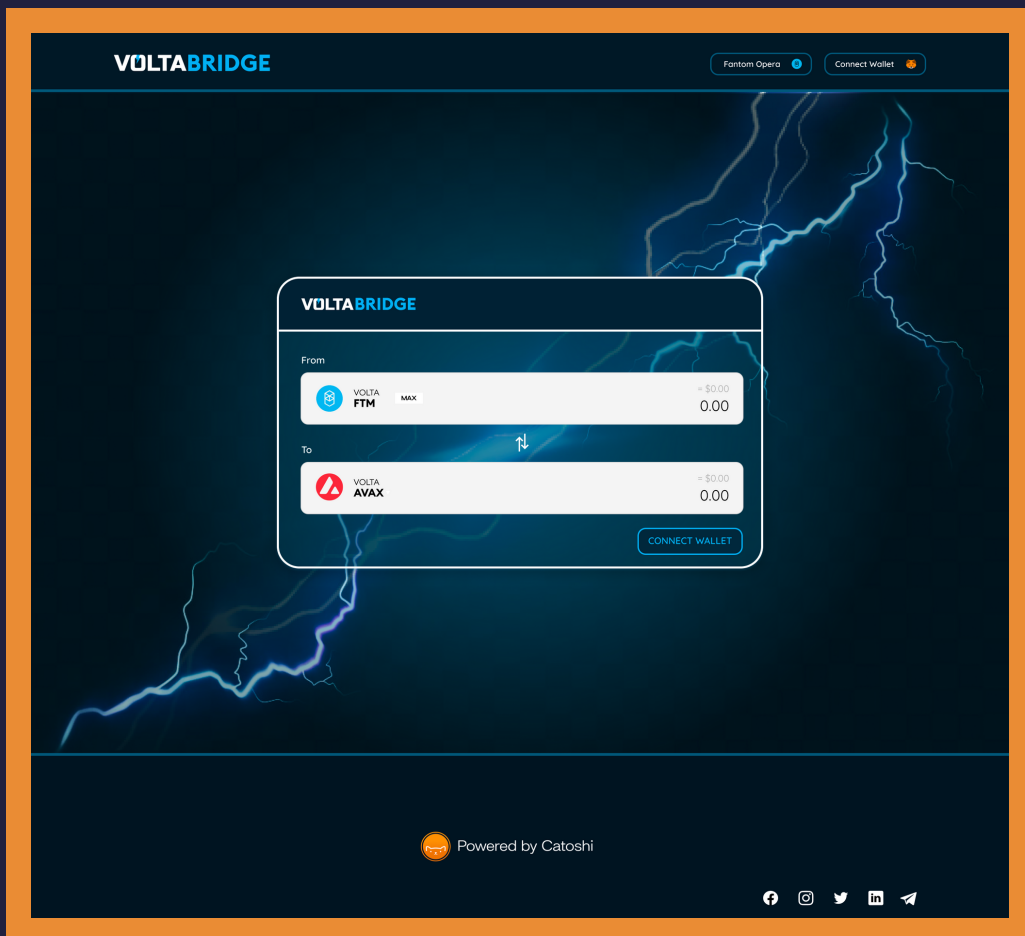 VOLTABRIDGE
Fantom Opera
Connect Wallet
VOLTABRIDGE
From
VOLTA
FTM
MAX
= $0.00
0.00
To
VOLTA
AVAX
= $0.00
0.00
CONNECT WALLET
Powered by Catoshi